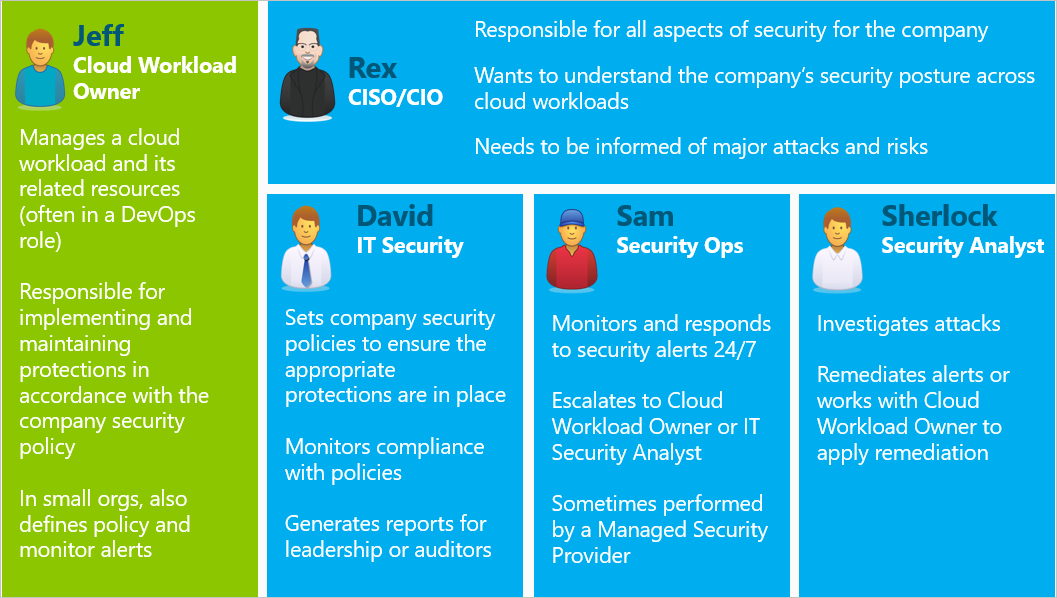 Jeff
Cloud Workload
Owner
Manages a cloud
workload and its
related resources
(often in a DevOps
role)
Responsible for
implementing and
maintaining
protections in
accordance with the
company security
policy
In small orgs, also
defines policy and
monitor alerts
Rex
CISO/CIO
Responsible for all aspects of security for the company
Wants to understand the company’s security posture across
cloud workloads
Needs to be informed of major attacks and risks
David
IT Security
Sets company security
policies to ensure the
appropriate
protections are in place
Monitors compliance
with policies
Generates reports for
leadership or auditors
Sam
Security Ops
Monitors and responds
to security alerts 24/7
Escalates to Cloud
Workload Owner or IT
Security Analyst
Sometimes performed
by a Managed Security
Provider
Sherlock
Security Analyst
Investigates attacks
Remediates alerts or
works with Cloud
Workload Owner to
apply remediation